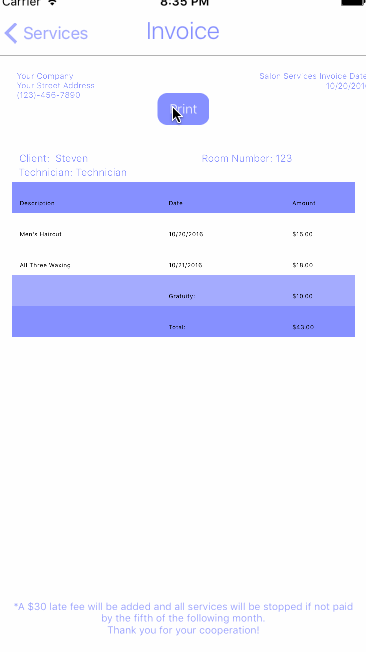 Carrier 8:35 PM
Services Invoice
Your Company
Your Street Address
(123)-456-7890
Salon Services Invoice Date
10/20/2016
Print
Client: Steven Room Number: 123
Technician: Technician
Description Date Amount
Men's Haircut 10/20/2016 $15.00
All Three Waxing 10/21/2016 $18.00
Gratuity: $10.00
Total: $43.00
*A $30 late fee will be added and all services will be stopped if not paid
by the fifth of the following month.
Thank you for your cooperation!